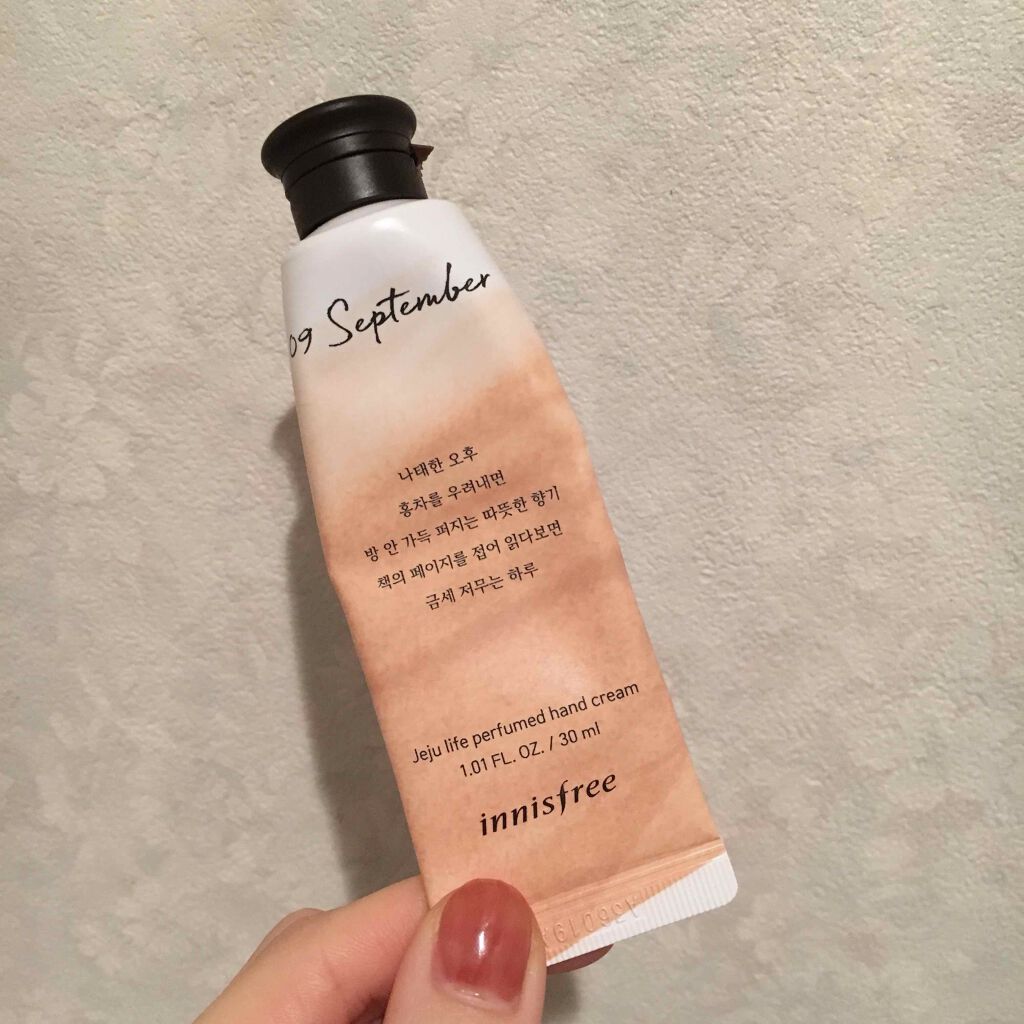 09 September
나태한 오후
홍차를 우려내면
방 안 가득 퍼지는 따뜻한 향기
책의 페이지를 접어 읽다보면
금세 저무는 하루
Jeju life perfumed hand cream
1.01 FL. OZ. / 30 ml
innisfree